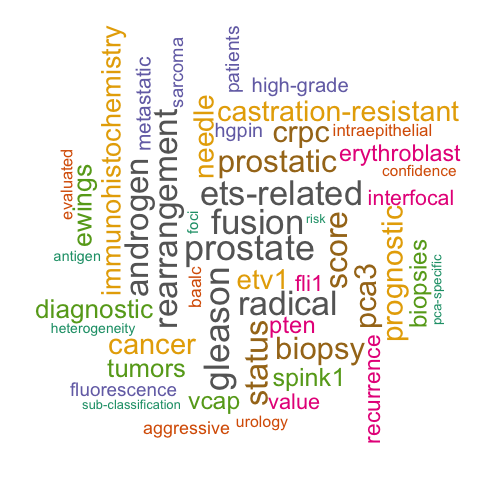 patients
sarcoma
immunohistochemistry
metastatic
high-grade
needle
castration-resistant
hgpin
crpc
intraepithelial
rearrangement
androgen
evaluated
ewings
prostatic
erythroblast
confidence
ets-related
interfocal
foci
fusion
risk
score
prognostic
biopsies
pca-specific
antigen
prostate
baalc
etv1
fli1
pca3
gleason
radical
diagnostic
heterogeneity
status
pten
cancer
biopsy
recurrence
tumors
spink1
fluorescence
vcap
value
sub-classification
aggressive
urology